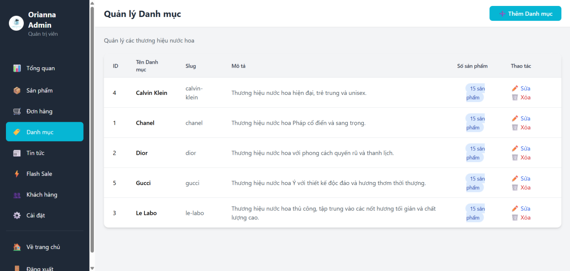 Orianna
Admin
Quản trị viên
Tổng quan
Sản phẩm
Đơn hàng
Danh mục
Tin tức
Flash Sale
Khách hàng
Cài đặt
Về trang chủ
Đăng xuất
Quản lý Danh mục
Thêm Danh mục
Quản lý các thương hiệu nước hoa
ID Tên Danh mục Slug Mô tả Số sản phẩm Thao tác
4 Calvin Klein calvin-klein Thương hiệu nước hoa hiện đại, trẻ trung và unisex. 15 sản phẩm Sửa Xóa
1 Chanel chanel Thương hiệu nước hoa Pháp cổ điển và sang trọng. 15 sản phẩm Sửa Xóa
2 Dior dior Thương hiệu nước hoa với phong cách quyến rũ và thanh lịch. 15 sản phẩm Sửa Xóa
5 Gucci gucci Thương hiệu nước hoa Ý với thiết kế độc đáo và hương thơm thời thượng. 15 sản phẩm Sửa Xóa
3 Le Labo le-labo Thương hiệu nước hoa thủ công, tập trung vào các nốt hương tối giản và chất lượng cao. 15 sản phẩm Sửa Xóa